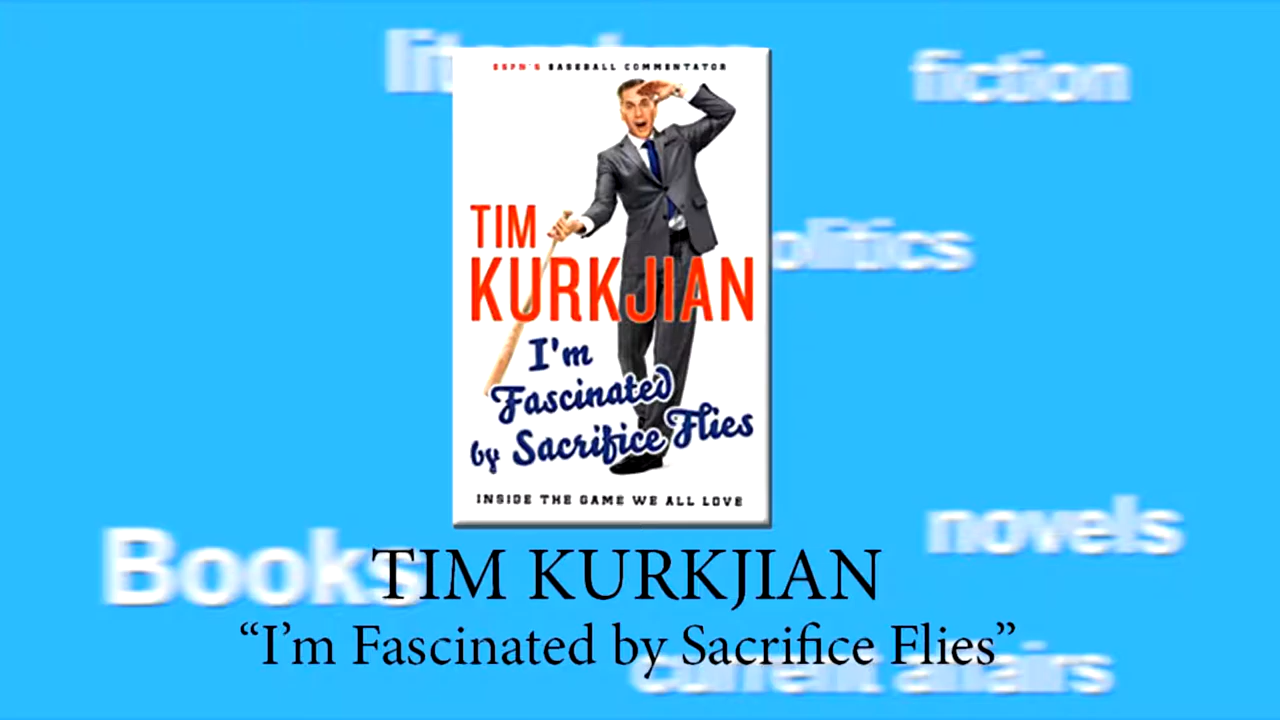 fiction
ESPN'S BASEBALL COMMENTATOR
TIM
KURKJIAN
I'm
Fascinated
by Sacrifice Flies
INSIDE THE GAME WE ALL LOVE
novels
Books
TIM KURKJIAN
“I’m Fascinated by Sacrifice Flies”